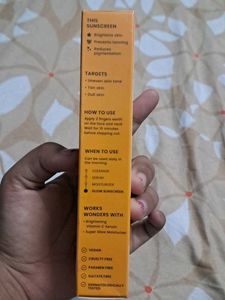 THIS
SUNSCREEN
Brightens skin
Prevents tanning
Reduces
pigmentation
TARGETS
• Uneven skin tone
• Tan skin
• Dull skin
HOW TO USE
Apply 2 fingers worth
on the face and neck
Wait for 15 minutes
before stepping out.
WHEN TO USE
Can be used daily in
the morning
CLEANSER
SERUM
MOISTURIZER
GLOW SUNSCREEN
WORKS
WONDERS WITH
• Brightening
Vitamin C Serum
• Super Glow Moisturizer
VEGAN
CRUELTY FREE
PARABEN FREE
SULFATE FREE
DERMATOLOGICALLY
TESTED